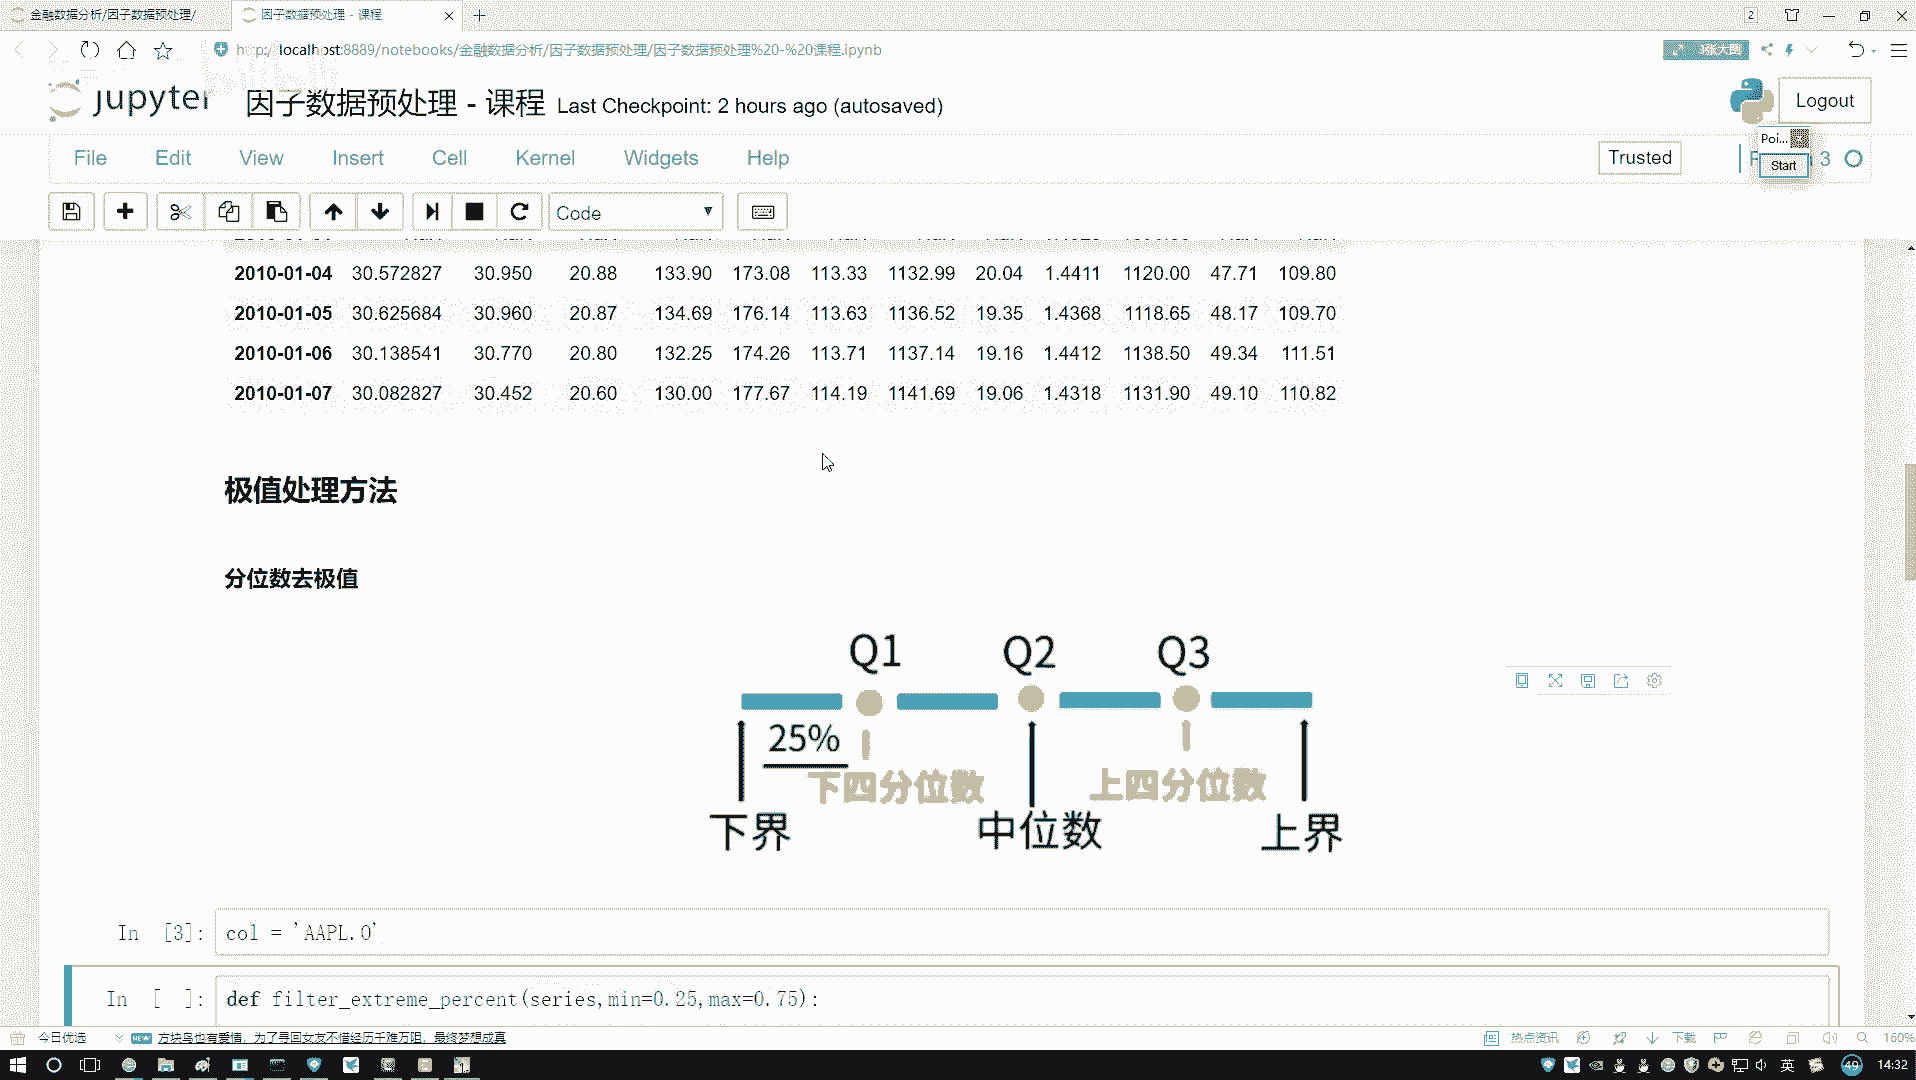 金融数据分析/因子数据预处理/
因子数据预处理 - 课程
2
http://localhost:8889/notebooks/金融数据分析/因子数据预处理/因子数据预处理%20-%20课程.ipynb
3张大图
jupyter
因子数据预处理 - 课程 Last Checkpoint: 2 hours ago (autosaved)
Logout
Poi...
File Edit View Insert Cell Kernel Widgets Help
Trusted
Start
3
Code
2010-01-04 30.572827 30.950 20.88 133.90 173.08 113.33 1132.99 20.04 1.4411 1120.00 47.71 109.80
2010-01-05 30.625684 30.960 20.87 134.69 176.14 113.63 1136.52 19.35 1.4368 1118.65 48.17 109.70
2010-01-06 30.138541 30.770 20.80 132.25 174.26 113.71 1137.14 19.16 1.4412 1138.50 49.34 111.51
2010-01-07 30.082827 30.452 20.60 130.00 177.67 114.19 1141.69 19.06 1.4318 1131.90 49.10 110.82
极值处理方法
分位数去极值
Q1 Q2 Q3
25%
下四分位数 上四分位数
下界 中位数 上界
In [3]: col = 'AAPL.O'
In [ ]: def filter_extreme_percent(series,min=0.25,max=0.75):
今日优选 NEW 方块鸟也有爱情，为了寻回女友不惜经历千难万阻，最终梦想成真
热点资讯 下载 160%
英 49 14:32